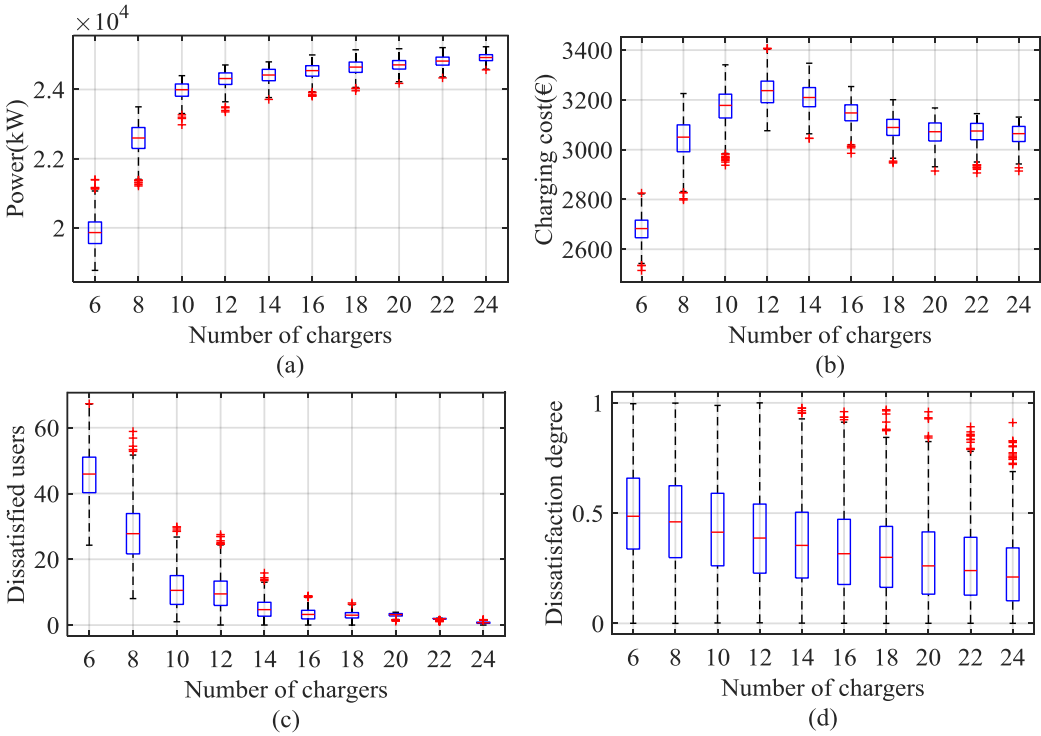 ×10⁴
Power(kW)
2.4
2.2
2
6 8 10 12 14 16 18 20 22 24
Number of chargers
(a)
Charging cost(€)
3400
3200
3000
2800
2600
6 8 10 12 14 16 18 20 22 24
Number of chargers
(b)
Dissatisfied users
60
40
20
0
6 8 10 12 14 16 18 20 22 24
Number of chargers
(c)
Dissatisfaction degree
1
0.5
0
6 8 10 12 14 16 18 20 22 24
Number of chargers
(d)